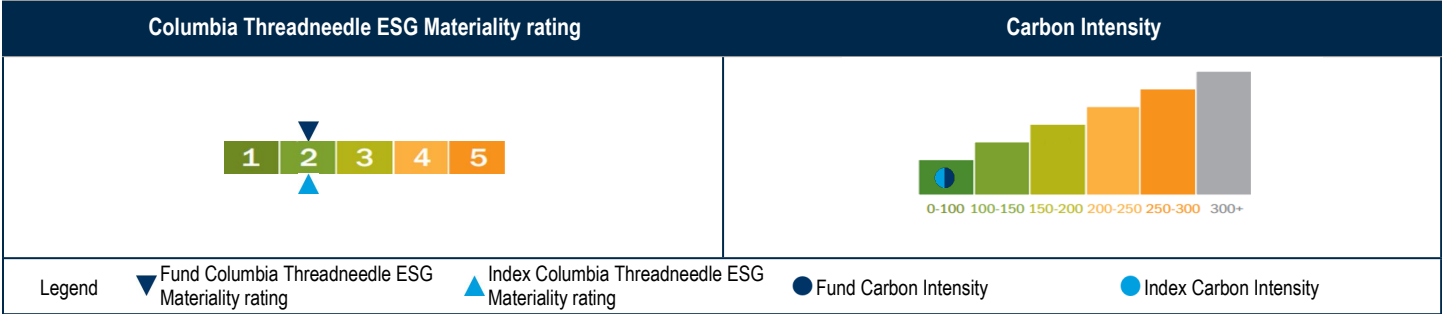 Columbia Threadneedle ESG Materiality rating
Carbon Intensity
1 2 3 4 5
0-100 100-150 150-200 200-250 250-300 300+
Legend
Fund Columbia Threadneedle ESG
Materiality rating
Index Columbia Threadneedle ESG
Materiality rating
Fund Carbon Intensity
Index Carbon Intensity